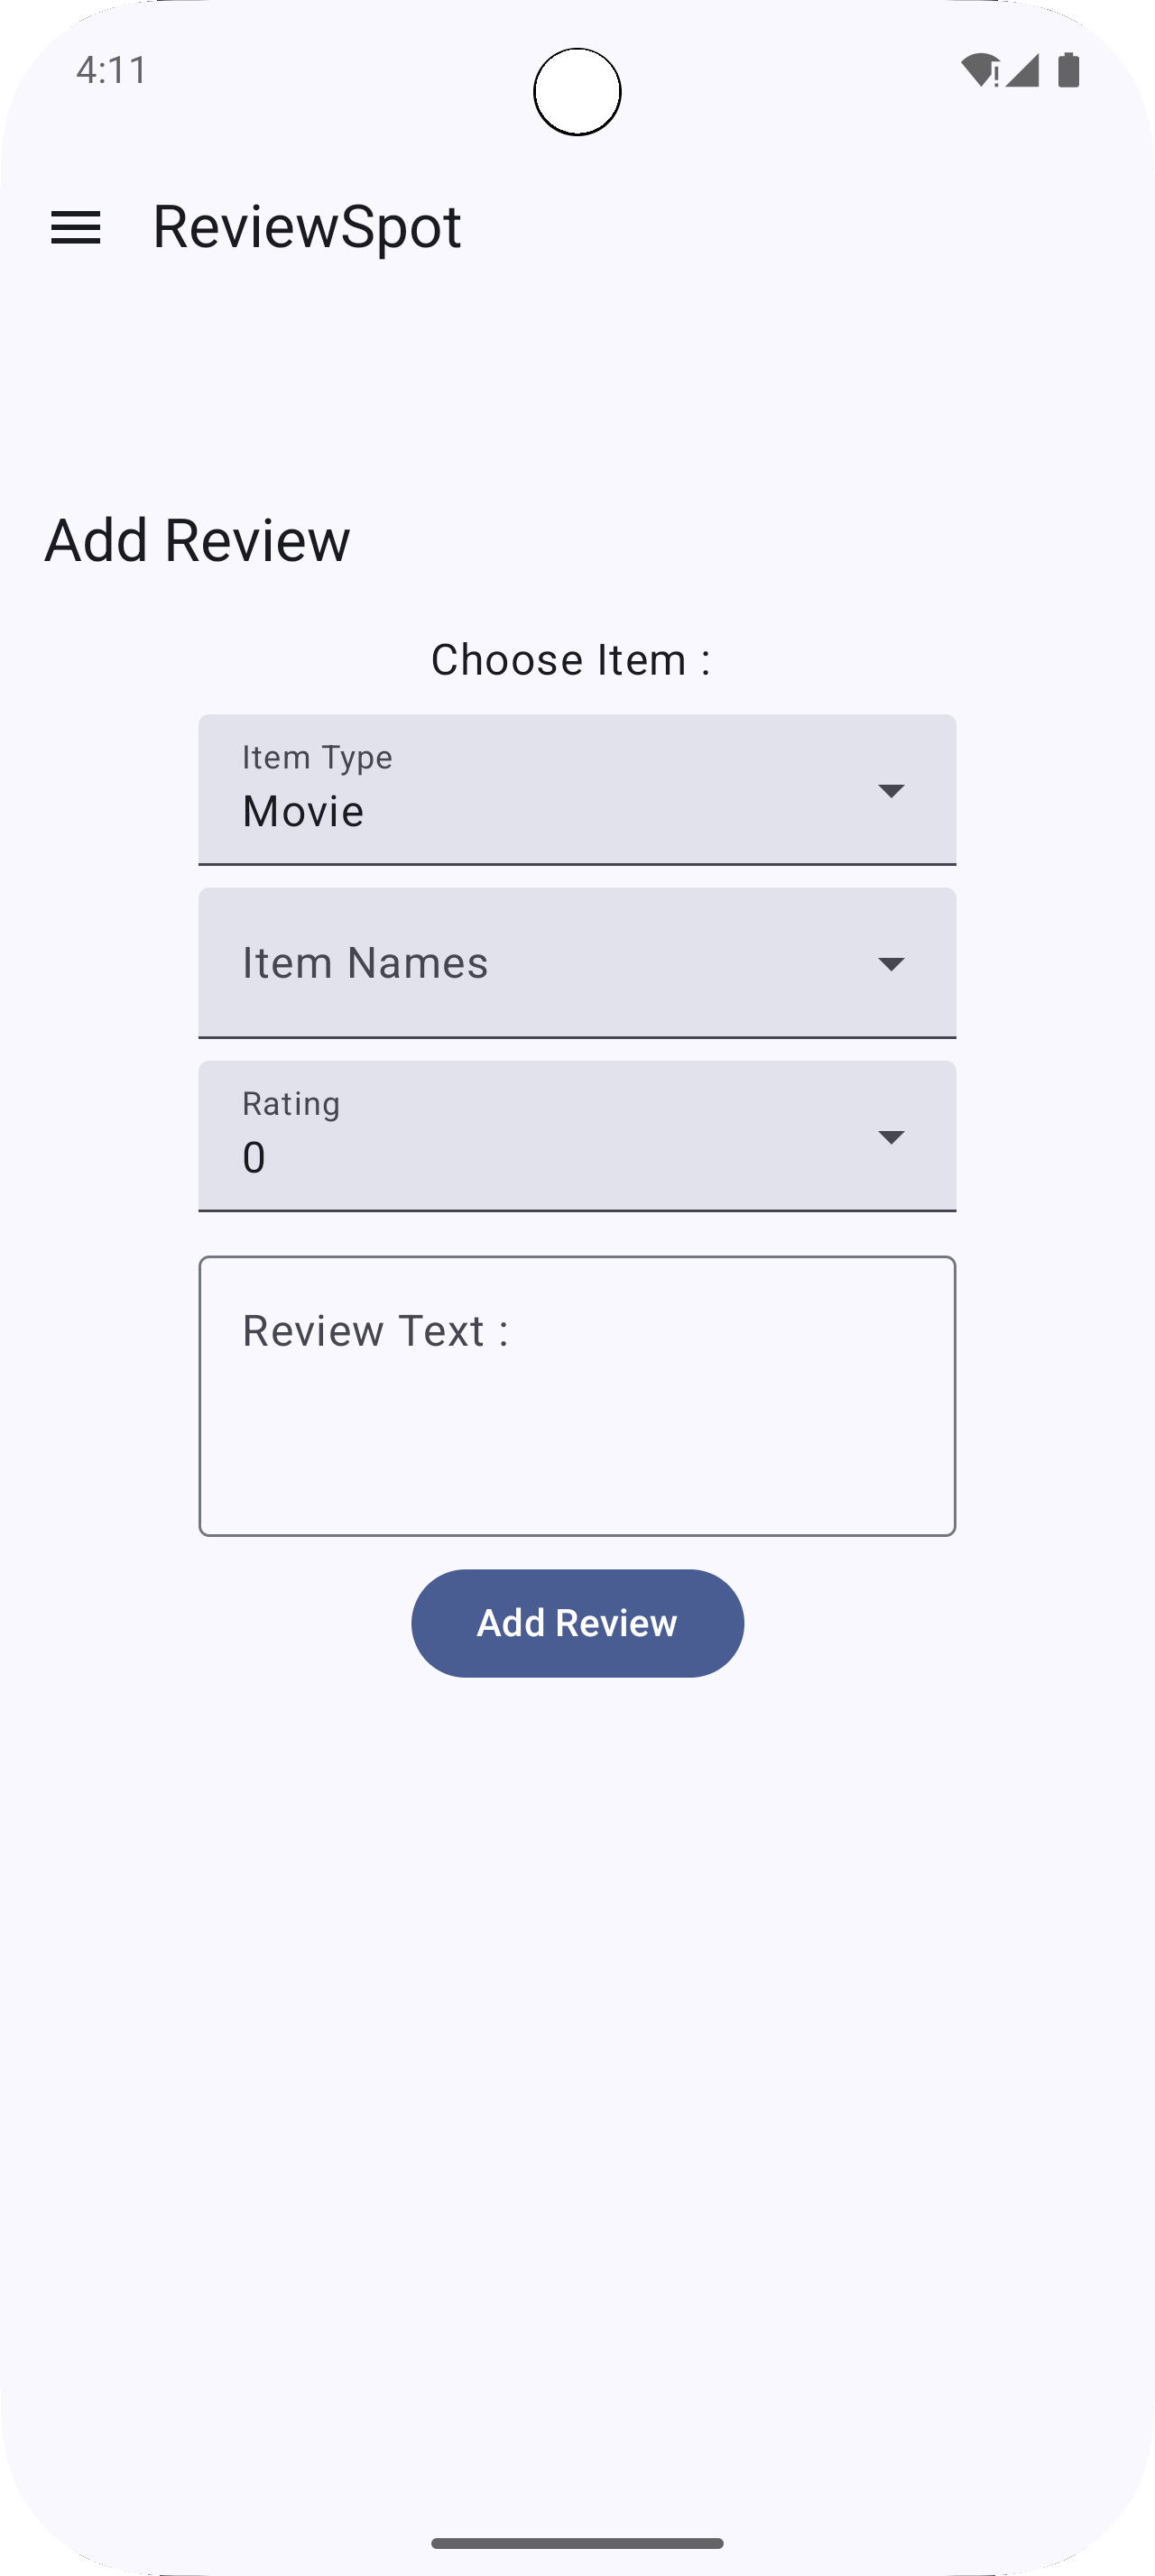 4:11
ReviewSpot
Add Review
Choose Item :
Item Type
Movie
Item Names
Rating
0
Review Text :
Add Review